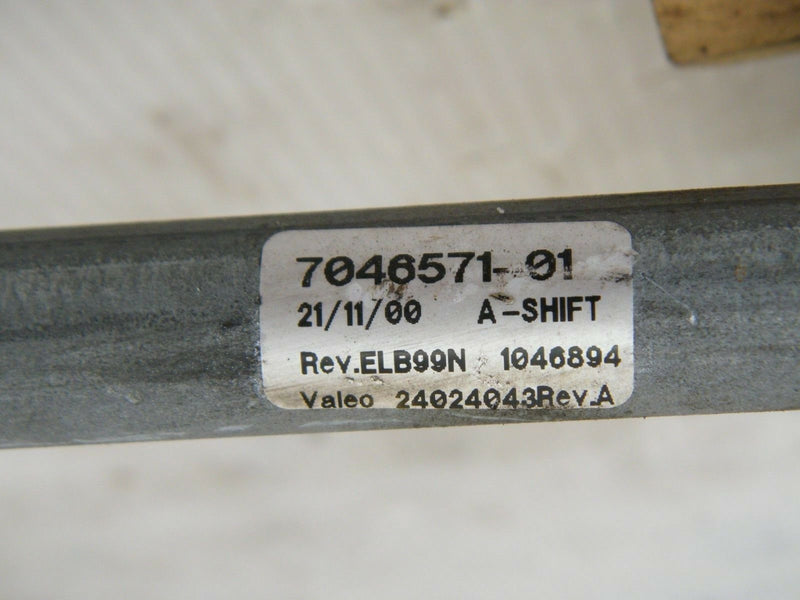 7046571-01
21/11/00 A-SHIFT
Rev.ELB99N 1046894
Valeo 24024043Rev.A